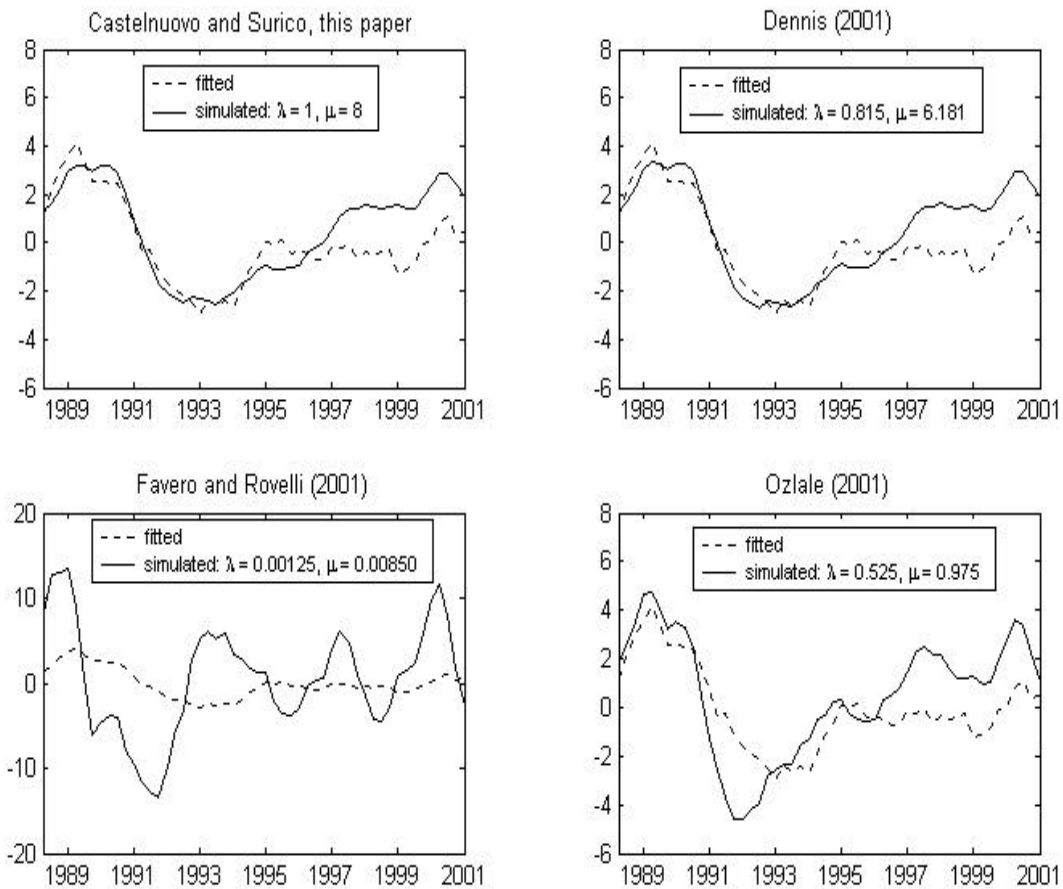 Castelnuovo and Surico, this paper
8
6
4
2
0
-2
-4
-6
fitted
simulated: λ = 1, μ = 8
1989 1991 1993 1995 1997 1999 2001
Dennis (2001)
8
6
4
2
0
-2
-4
-6
fitted
simulated: λ = 0.815, μ = 6.181
1989 1991 1993 1995 1997 1999 2001
Favero and Rovelli (2001)
20
10
0
-10
-20
fitted
simulated: λ = 0.00125, μ = 0.00850
1989 1991 1993 1995 1997 1999 2001
Ozlale (2001)
8
6
4
2
0
-2
-4
-6
fitted
simulated: λ = 0.525, μ = 0.975
1989 1991 1993 1995 1997 1999 2001